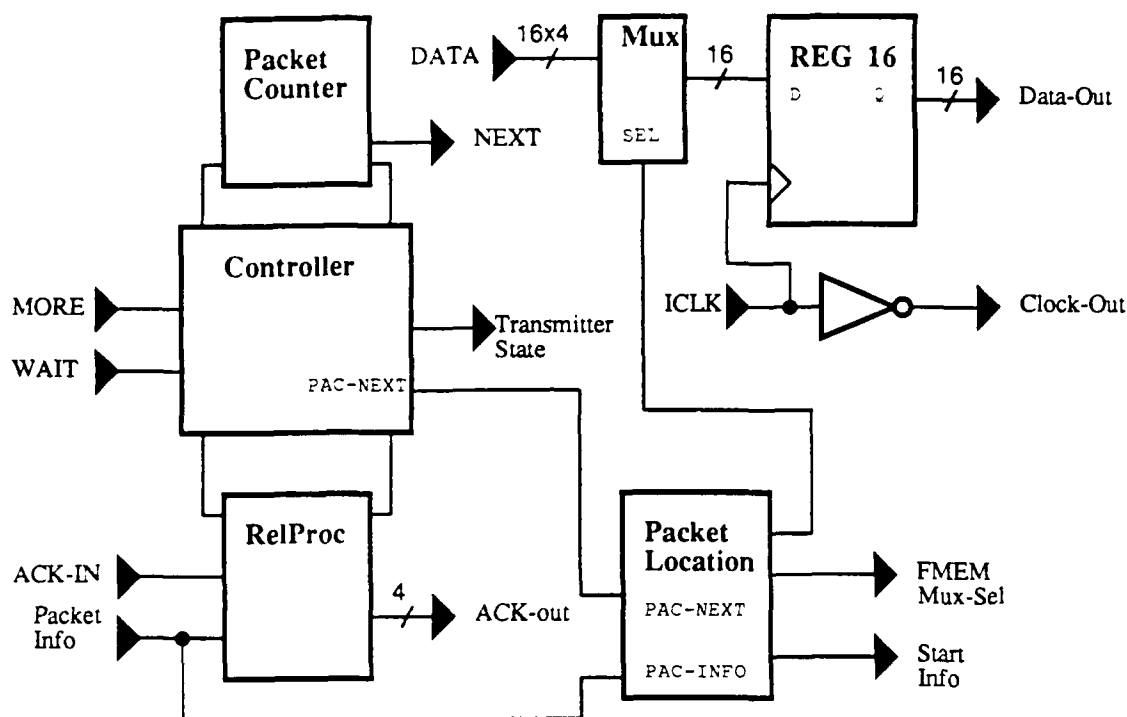 Packet
Counter
NEXT
DATA
16x4
Mux
SEL
16
REG 16
D
Q
16
Data-Out
Controller
MORE
WAIT
Transmitter
State
PAC-NEXT
ICLK
Clock-Out
RelProc
ACK-IN
Packet
Info
4
ACK-out
Packet
Location
PAC-NEXT
PAC-INFO
FMEM
Mux-Sel
Start
Info